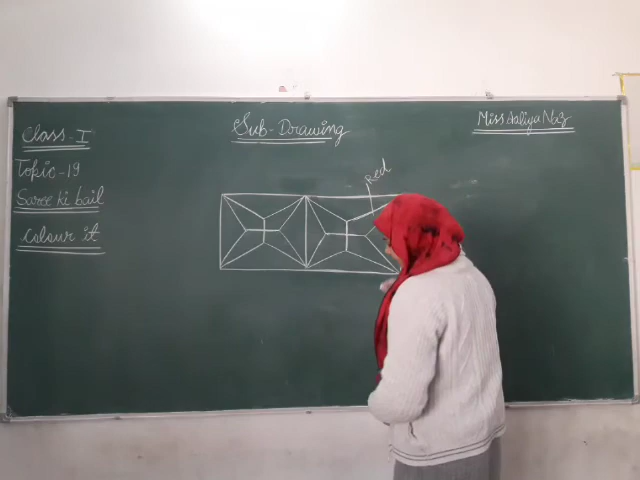 Class - I
Sub - Drawing
Miss Aaliya Naz
Topic - 19
Saree ki bail
Colour it
Red